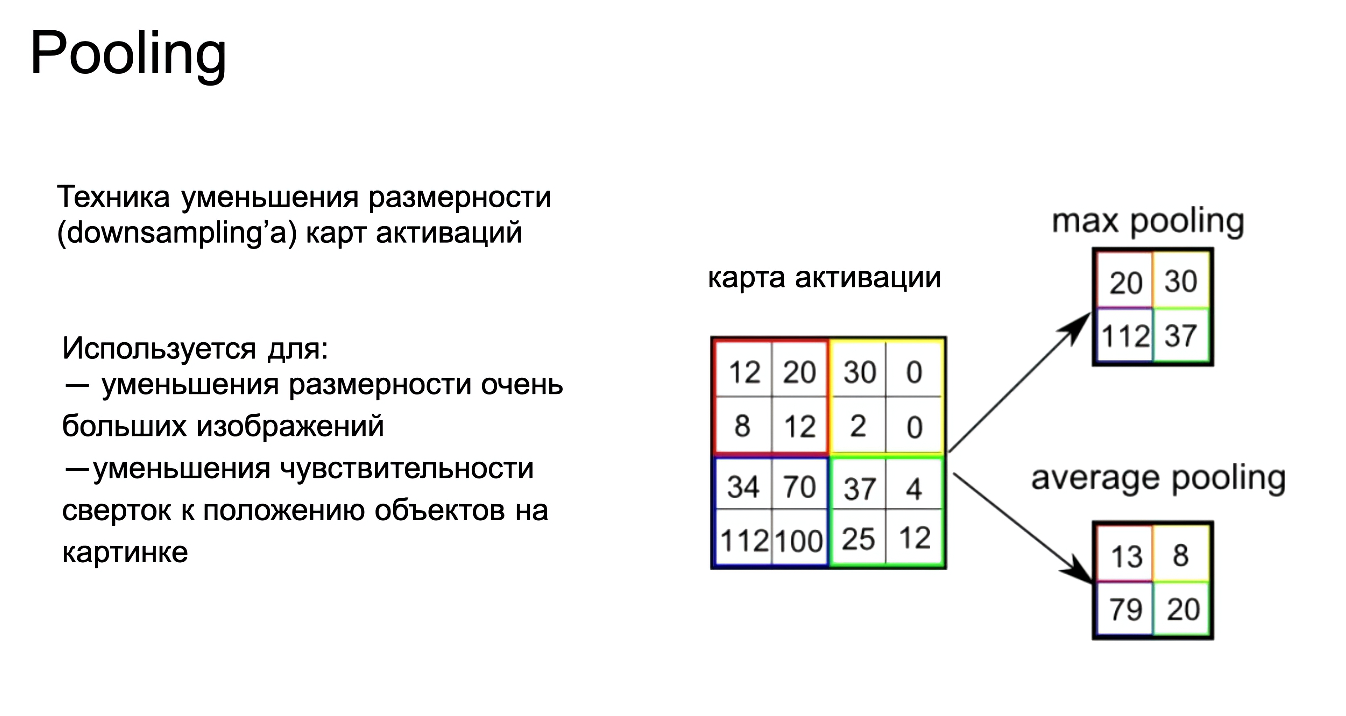 Pooling
Техника уменьшения размерности
(downsampling’а) карт активаций
Используется для:
— уменьшения размерности очень
больших изображений
—уменьшения чувствительности
сверток к положению объектов на
картинке
карта активации
12 20 30 0
8 12 2 0
34 70 37 4
112 100 25 12
max pooling
20 30
112 37
average pooling
13 8
79 20